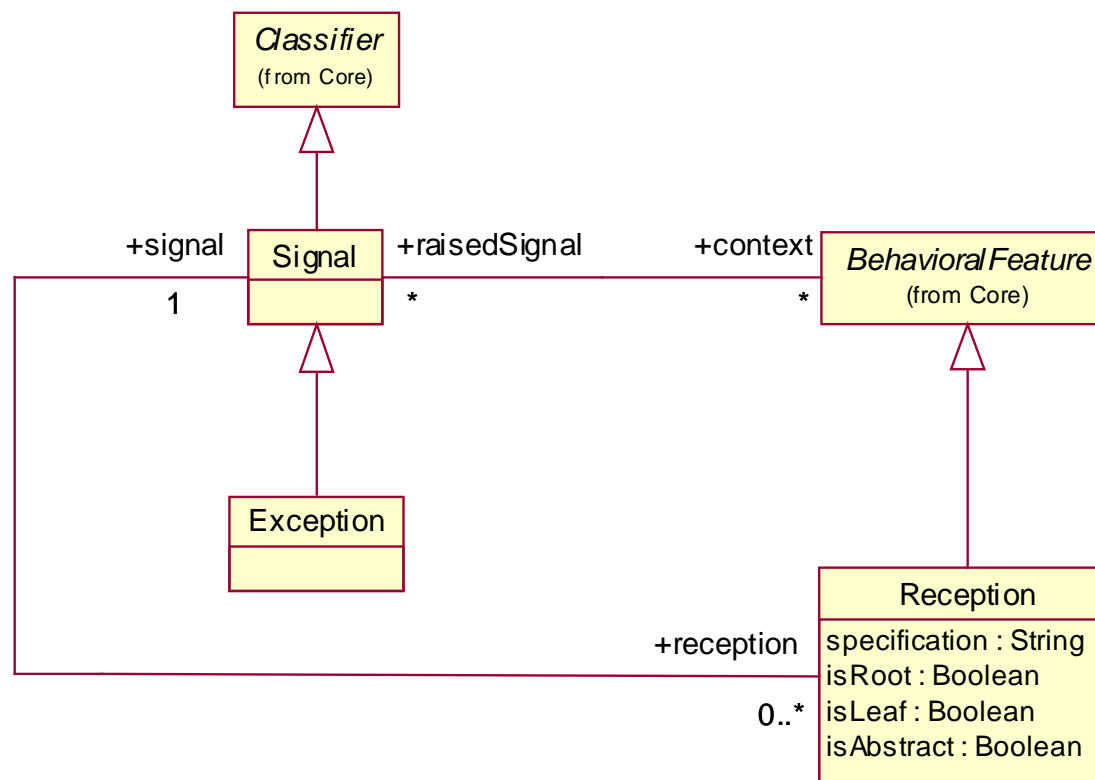 Classifier
(from Core)
+signal
Signal
+raisedSignal
+context
BehavioralFeature
(from Core)
1
*
*
Exception
Reception
specification : String
isRoot : Boolean
isLeaf : Boolean
isAbstract : Boolean
+reception
0..*